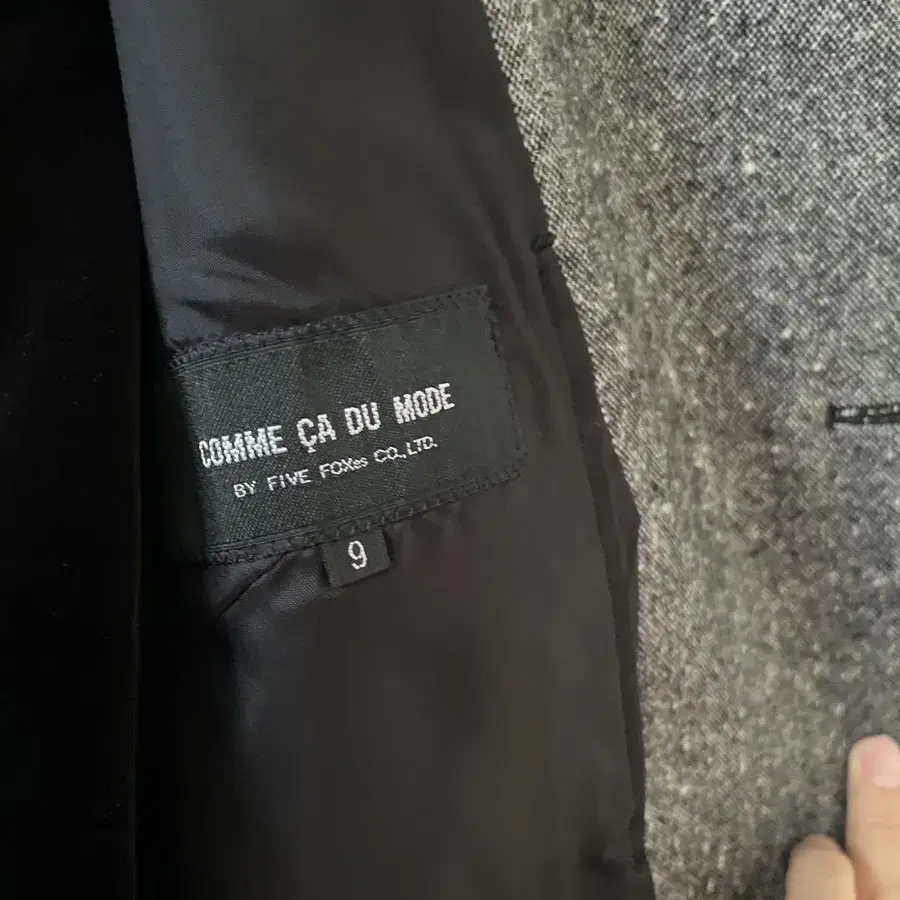 COMME ÇA DU MODE
BY FIVE FOXes CO.,LTD.
9